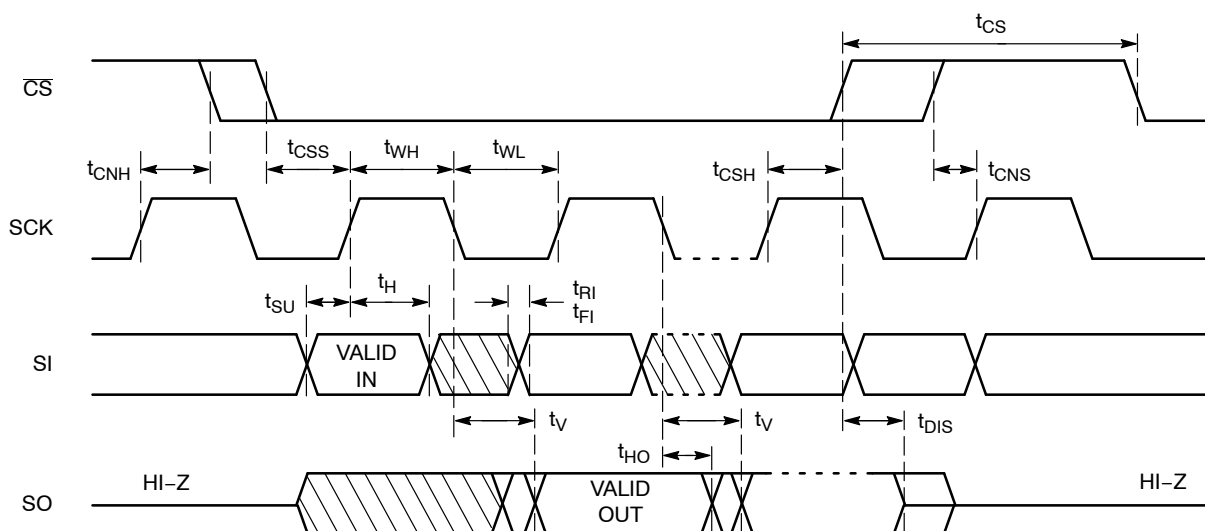 tCS
CS
tCNH
tCSS
tWH
tWL
tCSH
tCNS
SCK
tSU
tH
tRI
tFI
SI
VALID
IN
tV
tV
tDIS
tHO
HI–Z
VALID
OUT
HI–Z
SO